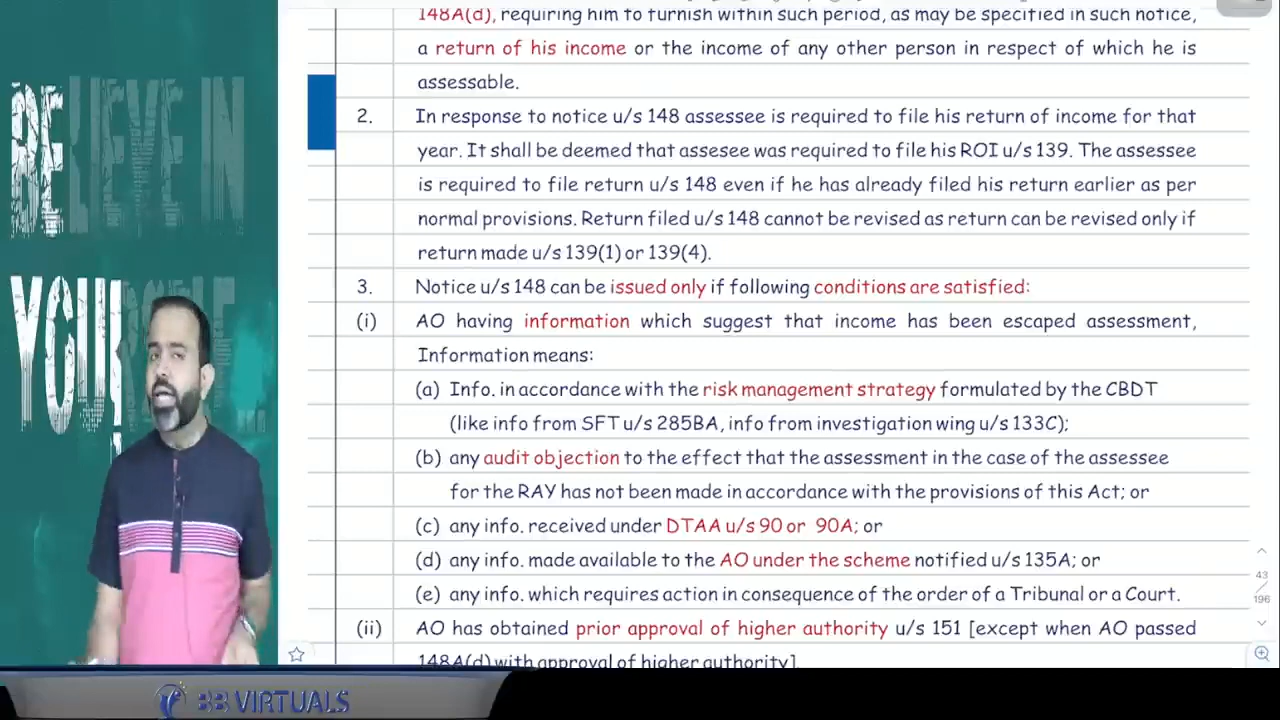 BELIEVE IN
148A(d), requiring him to furnish within such period, as may be specified in such notice,
a return of his income or the income of any other person in respect of which he is
assessable.
2. In response to notice u/s 148 assessee is required to file his return of income for that
year. It shall be deemed that assesee was required to file his ROI u/s 139. The assessee
is required to file return u/s 148 even if he has already filed his return earlier as per
normal provisions. Return filed u/s 148 cannot be revised as return can be revised only if
return made u/s 139(1) or 139(4).
3. Notice u/s 148 can be issued only if following conditions are satisfied:
(i) AO having information which suggest that income has been escaped assessment,
Information means:
(a) Info. in accordance with the risk management strategy formulated by the CBDT
(like info from SFT u/s 285BA, info from investigation wing u/s 133C);
(b) any audit objection to the effect that the assessment in the case of the assessee
for the RAY has not been made in accordance with the provisions of this Act; or
(c) any info. received under DTAA u/s 90 or 90A; or
(d) any info. made available to the AO under the scheme notified u/s 135A; or
(e) any info. which requires action in consequence of the order of a Tribunal or a Court.
(ii) AO has obtained prior approval of higher authority u/s 151 [except when AO passed
148A(d) with approval of higher authority]
43
196
BB VIRTUALS